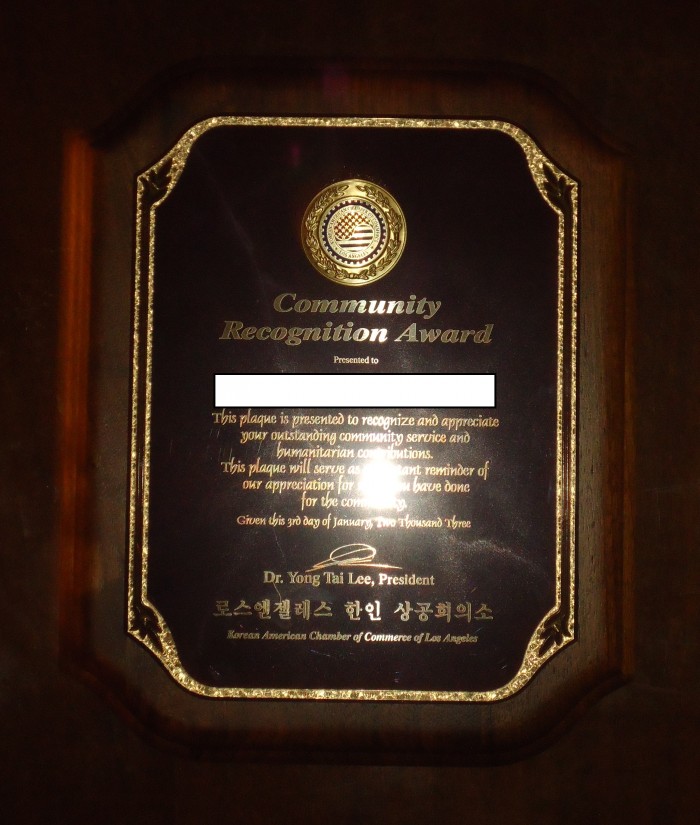 Community
Recognition Award
Presented to
This plaque is presented to recognize and appreciate
your outstanding community service and
humanitarian contributions.
This plaque will serve as reminder of
our appreciation for have done
for the
Given this 3rd day of January, Two Thousand Three
Dr. Yong Tai Lee, President
로스엔젤레스 한인 상공회의소
Korean American Chamber of Commerce of Los Angeles